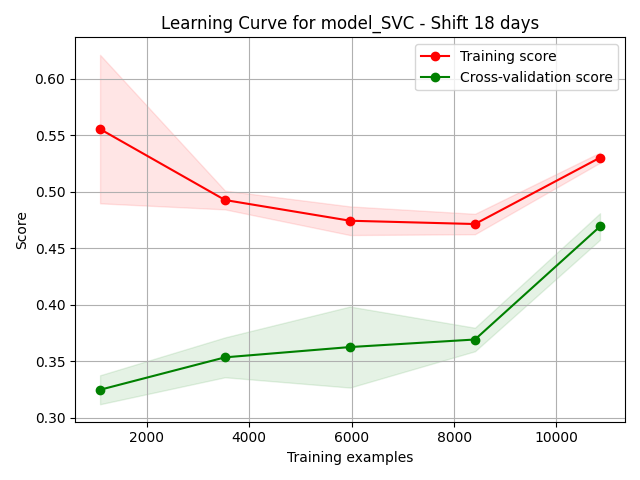 Learning Curve for model_SVC - Shift 18 days
Training score
Cross-validation score
Score
0.60
0.55
0.50
0.45
0.40
0.35
0.30
2000 4000 6000 8000 10000
Training examples